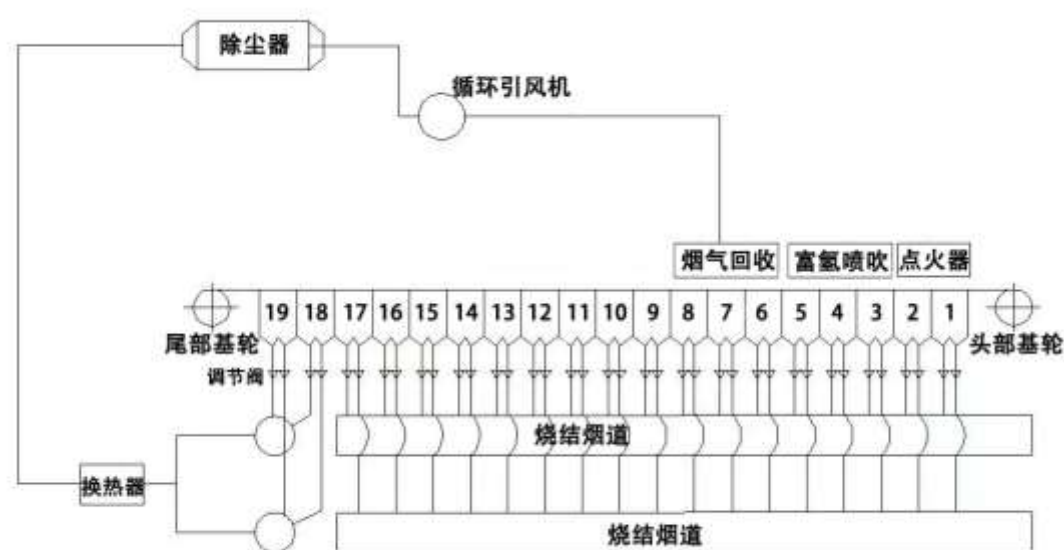 除尘器
循环引风机
烟气回收 富氢喷吹 点火器
19 18 17 16 15 14 13 12 11 10 9 8 7 6 5 4 3 2 1
尾部基轮 头部基轮
调节阀
烧结烟道
换热器
烧结烟道